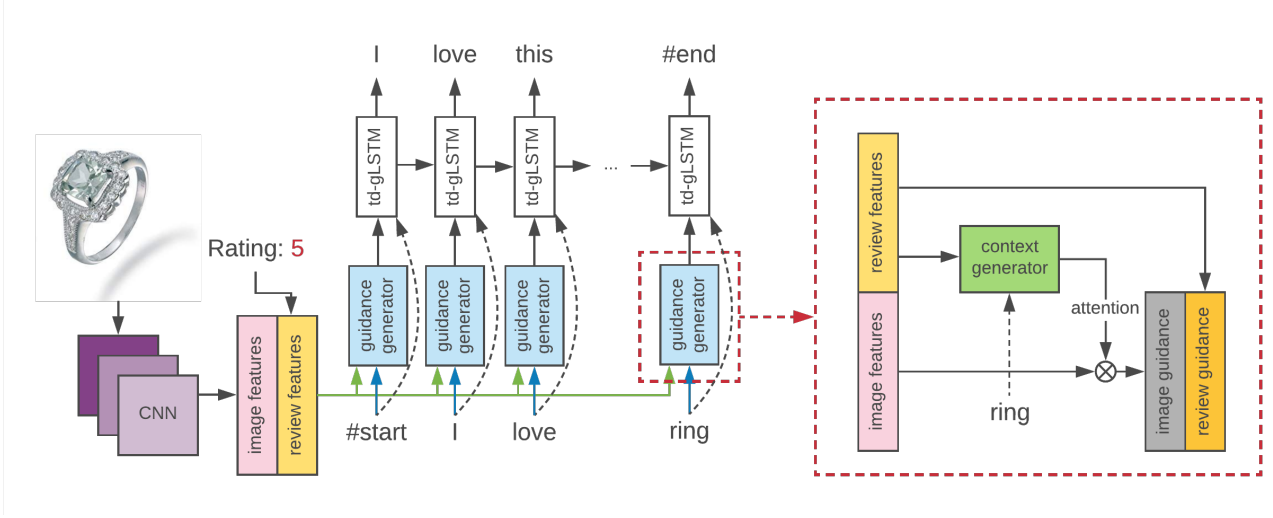 I
love
this
#end
td-gLSTM
td-gLSTM
td-gLSTM
...
td-gLSTM
Rating: 5
guidance
generator
guidance
generator
guidance
generator
guidance
generator
CNN
image features
review features
#start
I
love
ring
review features
image features
context
generator
attention
ring
image guidance
review guidance